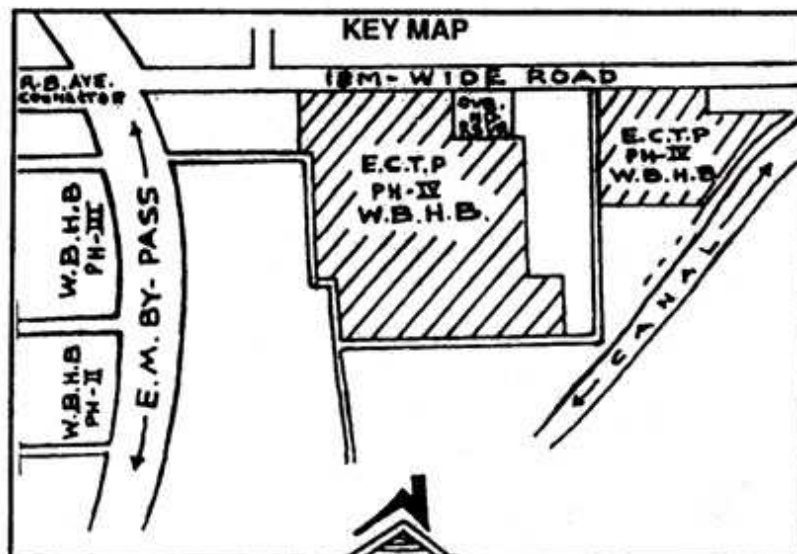 KEY MAP
R.B. AVE.
CONNECTOR
18M-WIDE ROAD
E.C.T.P
PH-IV
W.B.H.B.
E.C.T.P
PH-IV
W.B.H.B
W.B.H.B
PH-III
E.M. BY-PASS
W.B.H.B
PH-II
CANAL